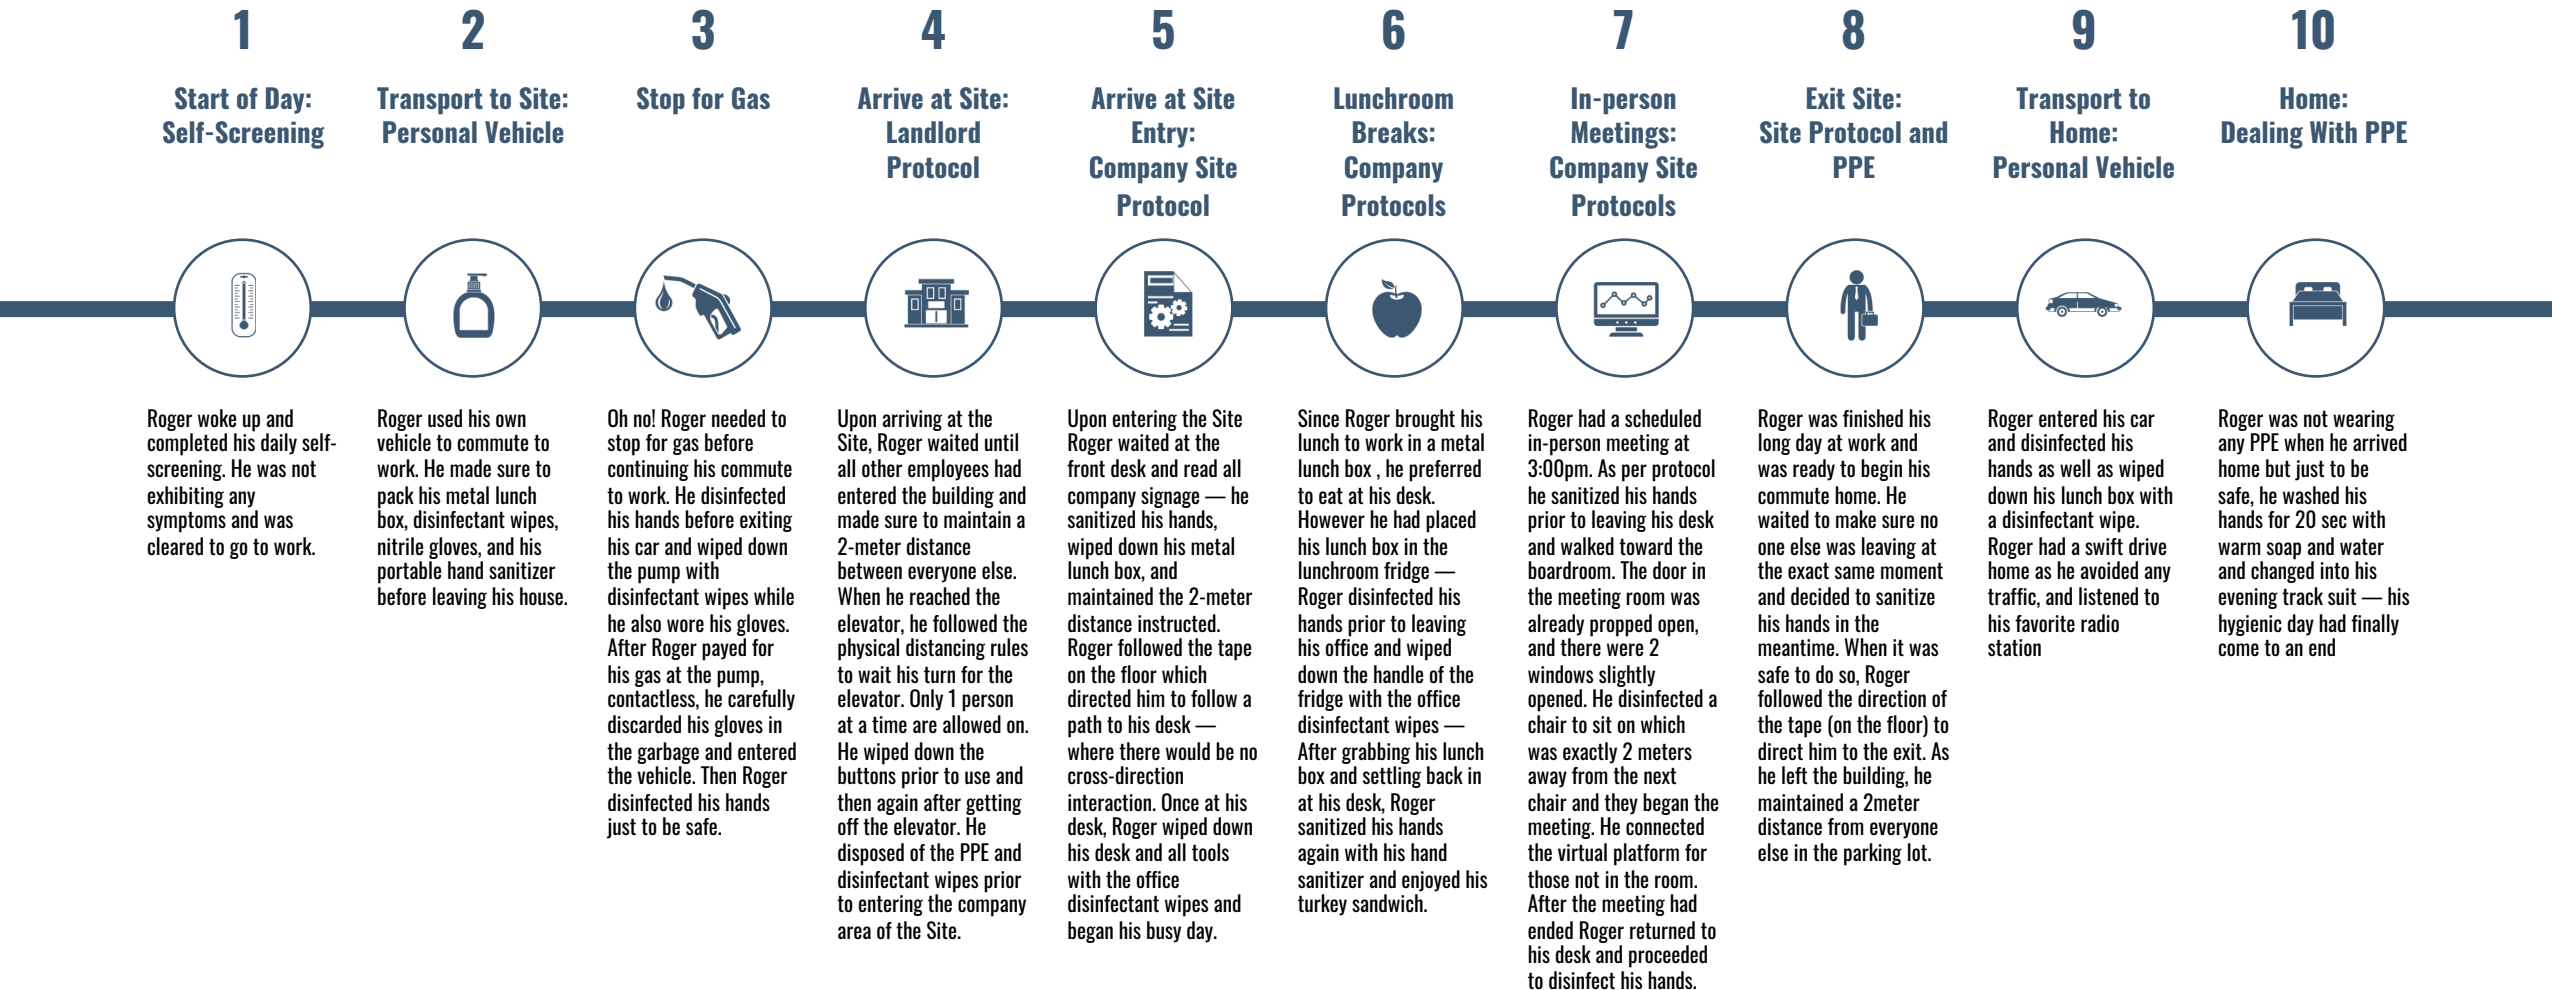 1
Start of Day:
Self-Screening
Roger woke up and
completed his daily self-
screening. He was not
exhibiting any
symptoms and was
cleared to go to work.
2
Transport to Site:
Personal Vehicle
Roger used his own
vehicle to commute to
work. He made sure to
pack his metal lunch
box, disinfectant wipes,
nitrile gloves, and his
portable hand sanitizer
before leaving his house.
3
Stop for Gas
Oh no! Roger needed to
stop for gas before
continuing his commute
to work. He disinfected
his hands before exiting
his car and wiped down
the pump with
disinfectant wipes while
he also wore his gloves.
After Roger payed for
his gas at the pump,
contactless, he carefully
discarded his gloves in
the garbage and entered
the vehicle. Then Roger
disinfected his hands
just to be safe.
4
Arrive at Site:
Landlord
Protocol
Upon arriving at the
Site, Roger waited until
all other employees had
entered the building and
made sure to maintain a
2-meter distance
between everyone else.
When he reached the
elevator, he followed the
physical distancing rules
to wait his turn for the
elevator. Only 1 person
at a time are allowed on.
He wiped down the
buttons prior to use and
then again after getting
off the elevator. He
disposed of the PPE and
disinfectant wipes prior
to entering the company
area of the Site.
5
Arrive at Site
Entry:
Company Site
Protocol
Upon entering the Site
Roger waited at the
front desk and read all
company signage — he
sanitized his hands,
wiped down his metal
lunch box, and
maintained the 2-meter
distance instructed.
Roger followed the tape
on the floor which
directed him to follow a
path to his desk —
where there would be no
cross-direction
interaction. Once at his
desk, Roger wiped down
his desk and all tools
with the office
disinfectant wipes and
began his busy day.
6
Lunchroom
Breaks:
Company
Protocols
Since Roger brought his
lunch to work in a metal
lunch box , he preferred
to eat at his desk.
However he had placed
his lunch box in the
lunchroom fridge —
Roger disinfected his
hands prior to leaving
his office and wiped
down the handle of the
fridge with the office
disinfectant wipes —
After grabbing his lunch
box and settling back in
at his desk, Roger
sanitized his hands
again with his hand
sanitizer and enjoyed his
turkey sandwich.
7
In-person
Meetings:
Company Site
Protocols
Roger had a scheduled
in-person meeting at
3:00pm. As per protocol
he sanitized his hands
prior to leaving his desk
and walked toward the
boardroom. The door in
the meeting room was
already propped open,
and there were 2
windows slightly
opened. He disinfected a
chair to sit on which
was exactly 2 meters
away from the next
chair and they began the
meeting. He connected
the virtual platform for
those not in the room.
After the meeting had
ended Roger returned to
his desk and proceeded
to disinfect his hands.
8
Exit Site:
Site Protocol and
PPE
Roger was finished his
long day at work and
was ready to begin his
commute home. He
waited to make sure no
one else was leaving at
the exact same moment
and decided to sanitize
his hands in the
meantime. When it was
safe to do so, Roger
followed the direction of
the tape (on the floor) to
direct him to the exit. As
he left the building, he
maintained a 2meter
distance from everyone
else in the parking lot.
9
Transport to
Home:
Personal Vehicle
Roger entered his car
and disinfected his
hands as well as wiped
down his lunch box with
a disinfectant wipe.
Roger had a swift drive
home as he avoided any
traffic, and listened to
his favorite radio
station
10
Home:
Dealing With PPE
Roger was not wearing
any PPE when he arrived
home but just to be
safe, he washed his
hands for 20 sec with
warm soap and water
and changed into his
evening track suit — his
hygienic day had finally
come to an end